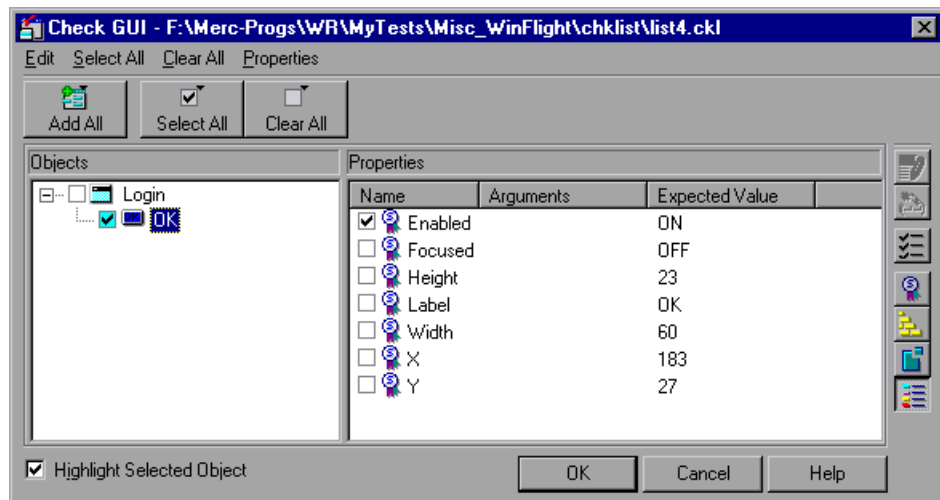 Check GUI - F:\Merc-Progs\WR\MyTests\Misc_WinFlight\chklist\list4.ckl
Edit Select All Clear All Properties
Add All Select All Clear All
Objects Properties
Login Name Arguments Expected Value
OK Enabled ON
Focused OFF
Height 23
Label OK
Width 60
X 183
Y 27
Highlight Selected Object OK Cancel Help